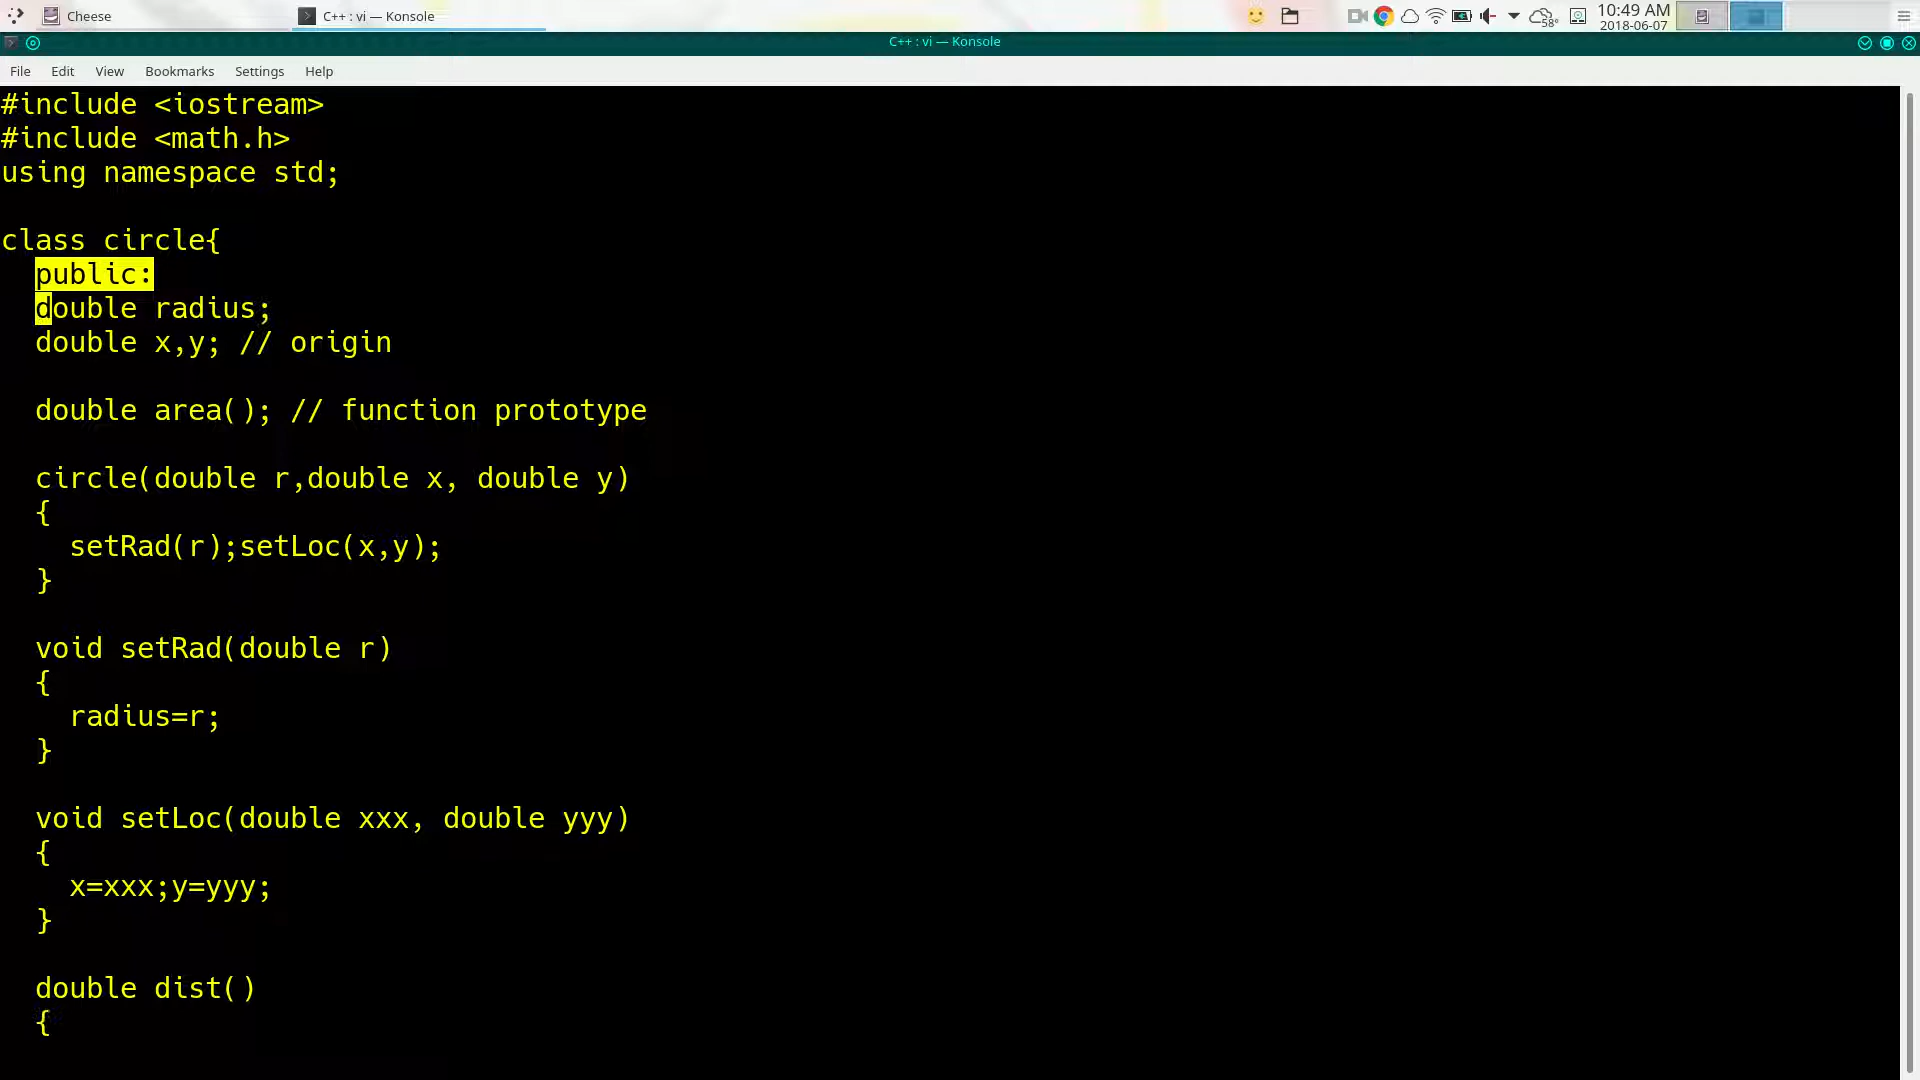 Cheese
C++ : vi — Konsole
58°
10:49 AM
2018-06-07
C++ : vi — Konsole
File Edit View Bookmarks Settings Help
#include <iostream>
#include <math.h>
using namespace std;
class circle{
public:
double radius;
double x,y; // origin
double area(); // function prototype
circle(double r,double x, double y)
{
setRad(r);setLoc(x,y);
}
void setRad(double r)
{
radius=r;
}
void setLoc(double xxx, double yyy)
{
x=xxx;y=yyy;
}
double dist()
{